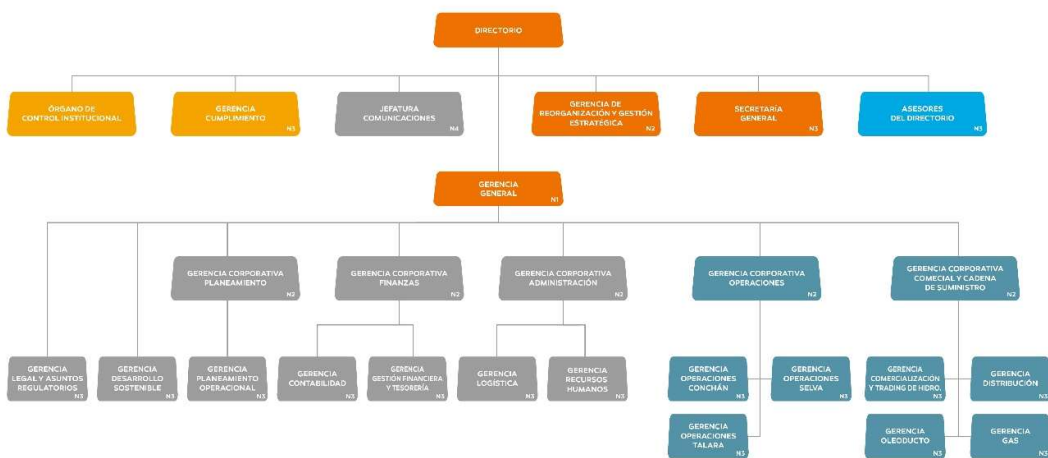 DIRECTORIO
ÓRGANO DE
CONTROL INSTITUCIONAL
GERENCIA
CUMPLIMIENTO
N3
JEFATURA
COMUNICACIONES
N4
GERENCIA DE
REORGANIZACIÓN Y GESTIÓN
ESTRATÉGICA
N2
SECRETARÍA
GENERAL
N3
ASESORES
DEL DIRECTORIO
N3
GERENCIA
GENERAL
N1
GERENCIA CORPORATIVA
PLANEAMIENTO
N2
GERENCIA CORPORATIVA
FINANZAS
N2
GERENCIA CORPORATIVA
ADMINISTRACIÓN
N2
GERENCIA CORPORATIVA
OPERACIONES
N2
GERENCIA CORPORATIVA
COMECIAL Y CADENA
DE SUMINISTRO
N2
GERENCIA
LEGAL Y ASUNTOS
REGULATORIOS
N3
GERENCIA
DESARROLLO
SOSTENIBLE
N3
GERENCIA
PLANEAMIENTO
OPERACIONAL
N3
GERENCIA
CONTABILIDAD
N3
GERENCIA
GESTIÓN FINANCIERA
Y TESORERÍA
N3
GERENCIA
LOGÍSTICA
N3
GERENCIA
RECURSOS
HUMANOS
N3
GERENCIA
OPERACIONES
CONCHÁN
N3
GERENCIA
OPERACIONES
SELVA
N3
GERENCIA
COMERCIALIZACIÓN
Y TRADING DE HIDRO.
N3
GERENCIA
DISTRIBUCIÓN
N3
GERENCIA
OPERACIONES
TALARA
N3
GERENCIA
OLEODUCTO
N3
GERENCIA
GAS
N3